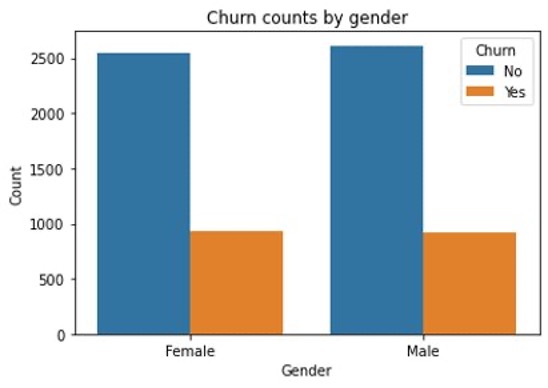 Churn counts by gender
Churn
No
Yes
Count
2500
2000
1500
1000
500
0
Female
Male
Gender